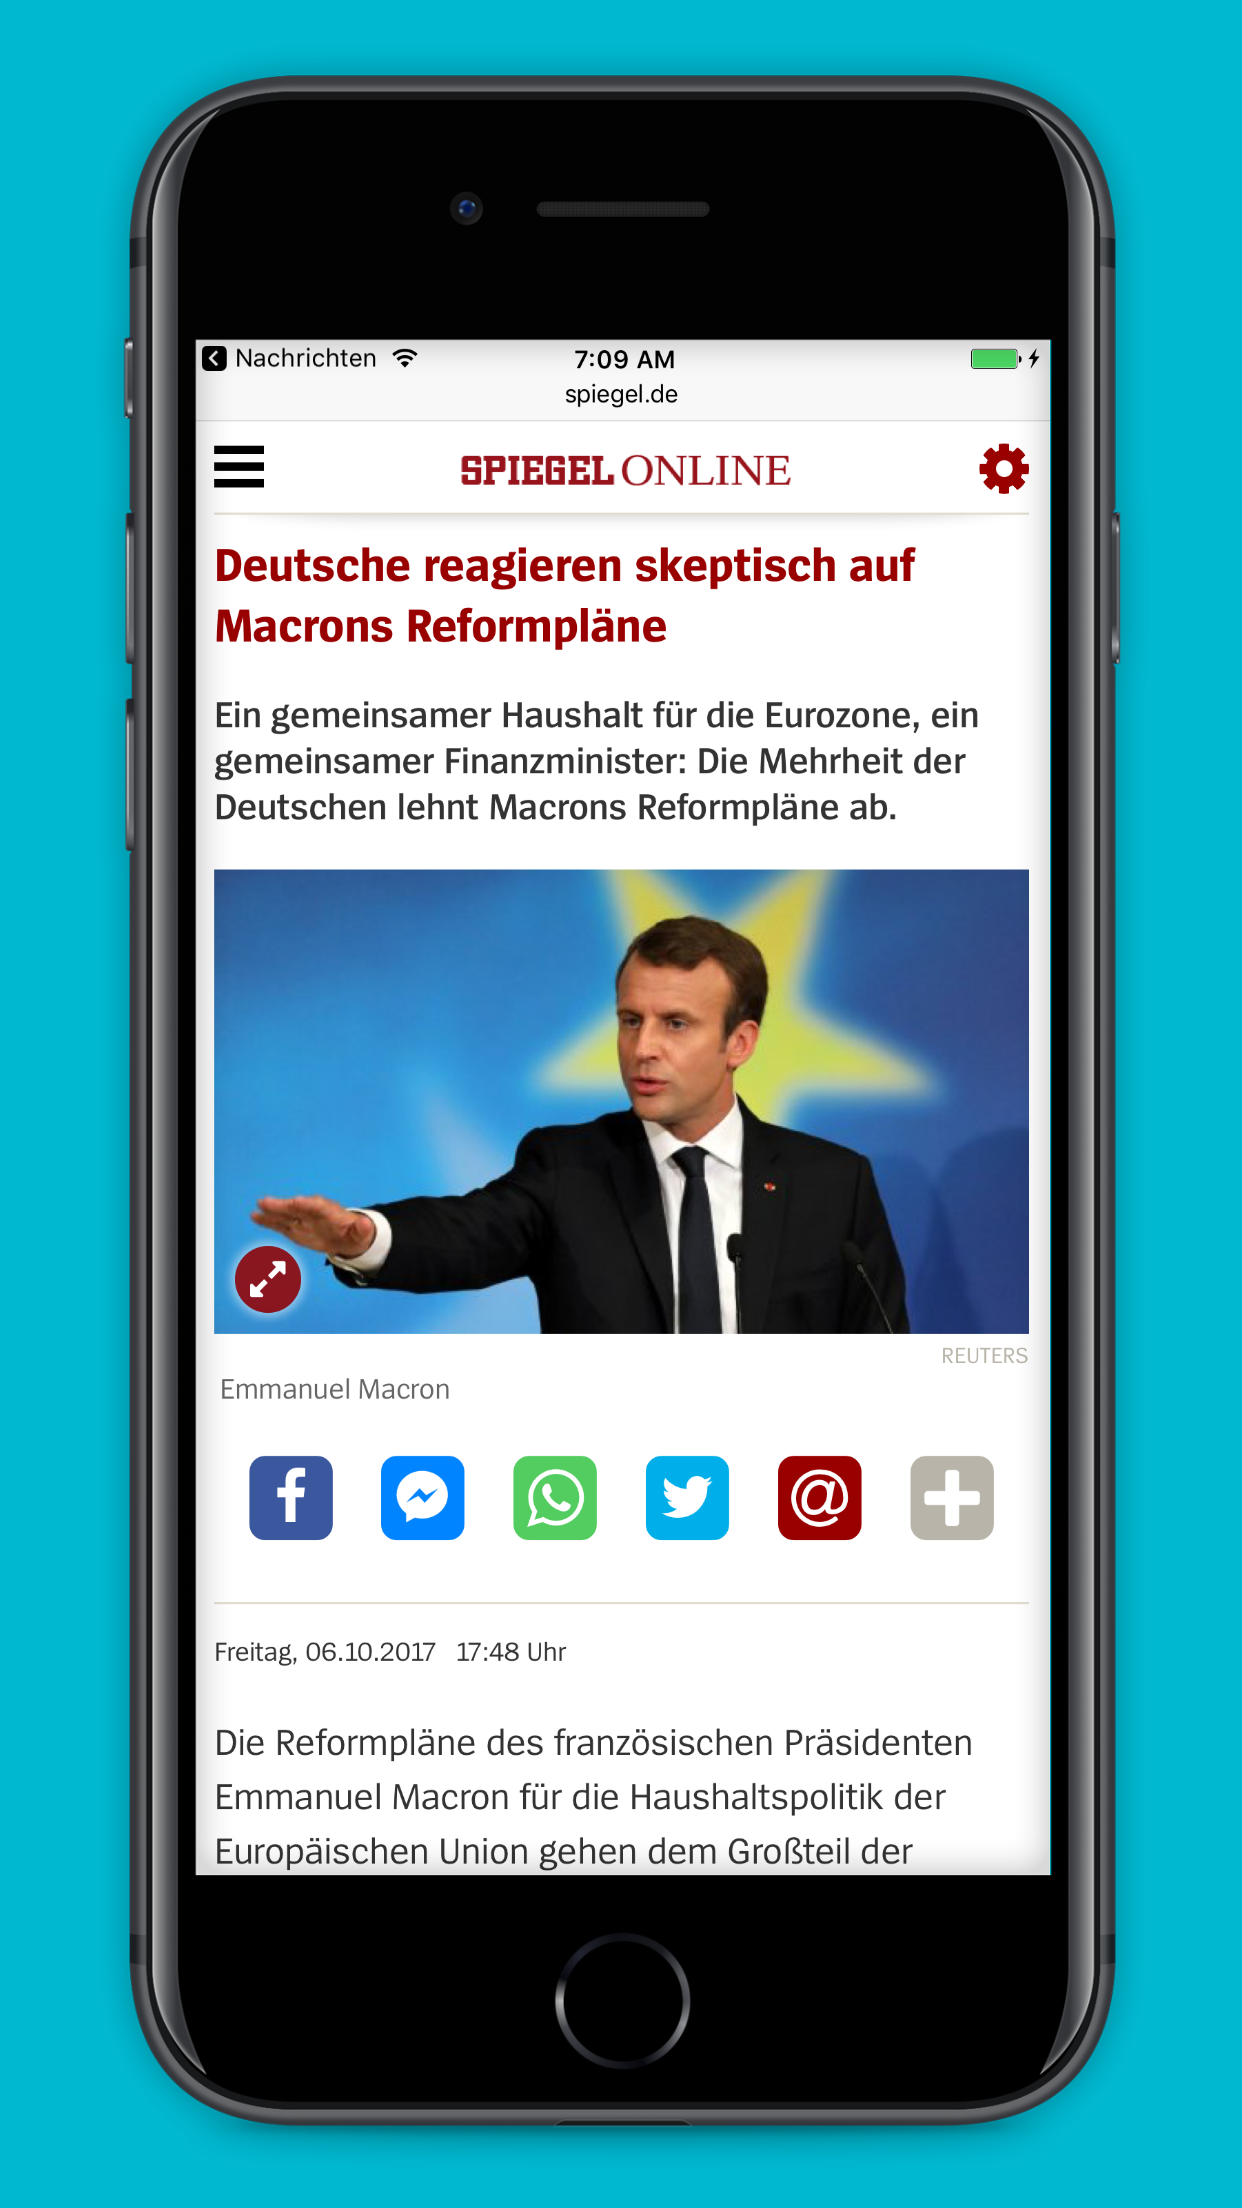 Nachrichten
7:09 AM
spiegel.de
SPIEGEL ONLINE
Deutsche reagieren skeptisch auf
Macrons Reformpläne
Ein gemeinsamer Haushalt für die Eurozone, ein
gemeinsamer Finanzminister: Die Mehrheit der
Deutschen lehnt Macrons Reformpläne ab.
REUTERS
Emmanuel Macron
Freitag, 06.10.2017 17:48 Uhr
Die Reformpläne des französischen Präsidenten
Emmanuel Macron für die Haushaltspolitik der
Europäischen Union gehen dem Großteil der